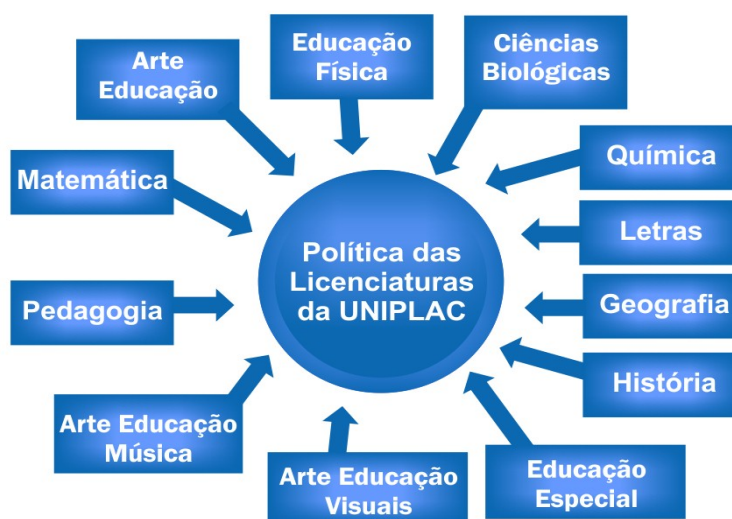 Arte
Educação
Educação
Física
Ciências
Biológicas
Matemática
Química
Política das
Licenciaturas
da UNIPLAC
Letras
Pedagogia
Geografia
História
Arte Educação
Música
Arte Educação
Visuais
Educação
Especial